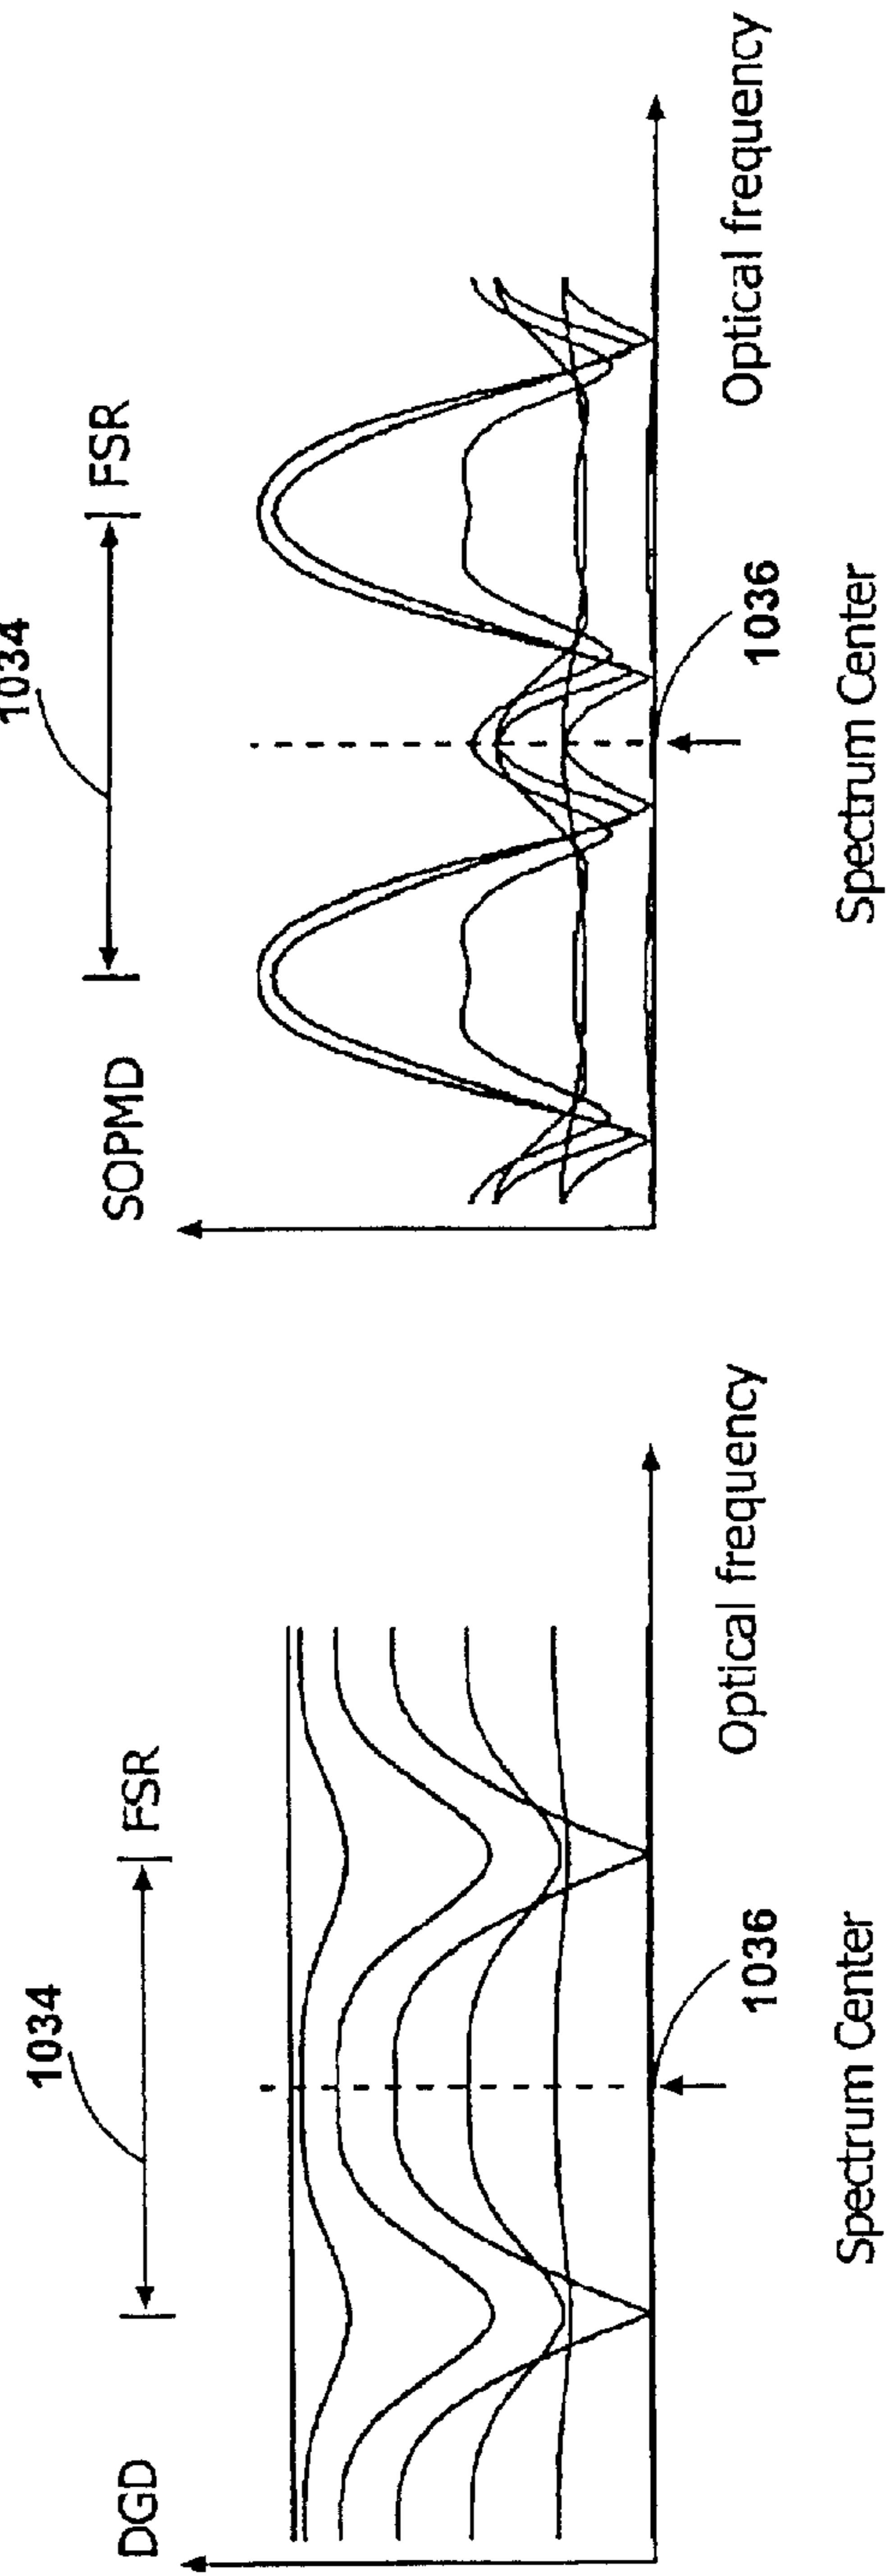 DGD
1034
FSR
Optical frequency
1036
Spectrum Center
SOPMD
1034
FSR
Optical frequency
1036
Spectrum Center